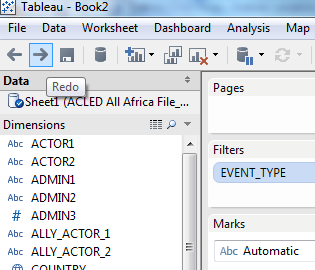 Tableau - Book2
File Data Worksheet Dashboard Analysis Map
Redo
Data
Pages
Sheet1 (ACLED All Africa File_...
Dimensions
Filters
Abc ACTOR1
Abc ACTOR2
EVENT_TYPE
Abc ADMIN1
Abc ADMIN2
# ADMIN3
Marks
Abc ALLY_ACTOR_1
Abc ALLY_ACTOR_2
Abc Automatic
COUNTRY